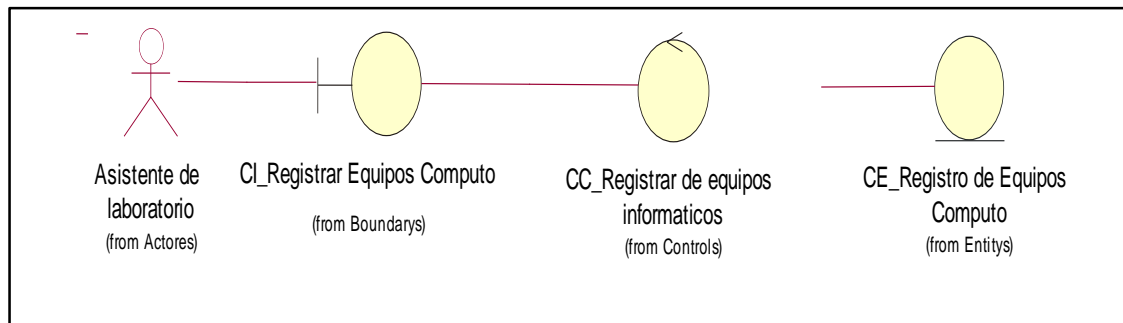 Asistente de
laboratorio
(from Actores)
CI_Registrar Equipos Computo
(from Boundarys)
CC_Registrar de equipos
informaticos
(from Controls)
CE_Registro de Equipos
Computo
(from Entitys)